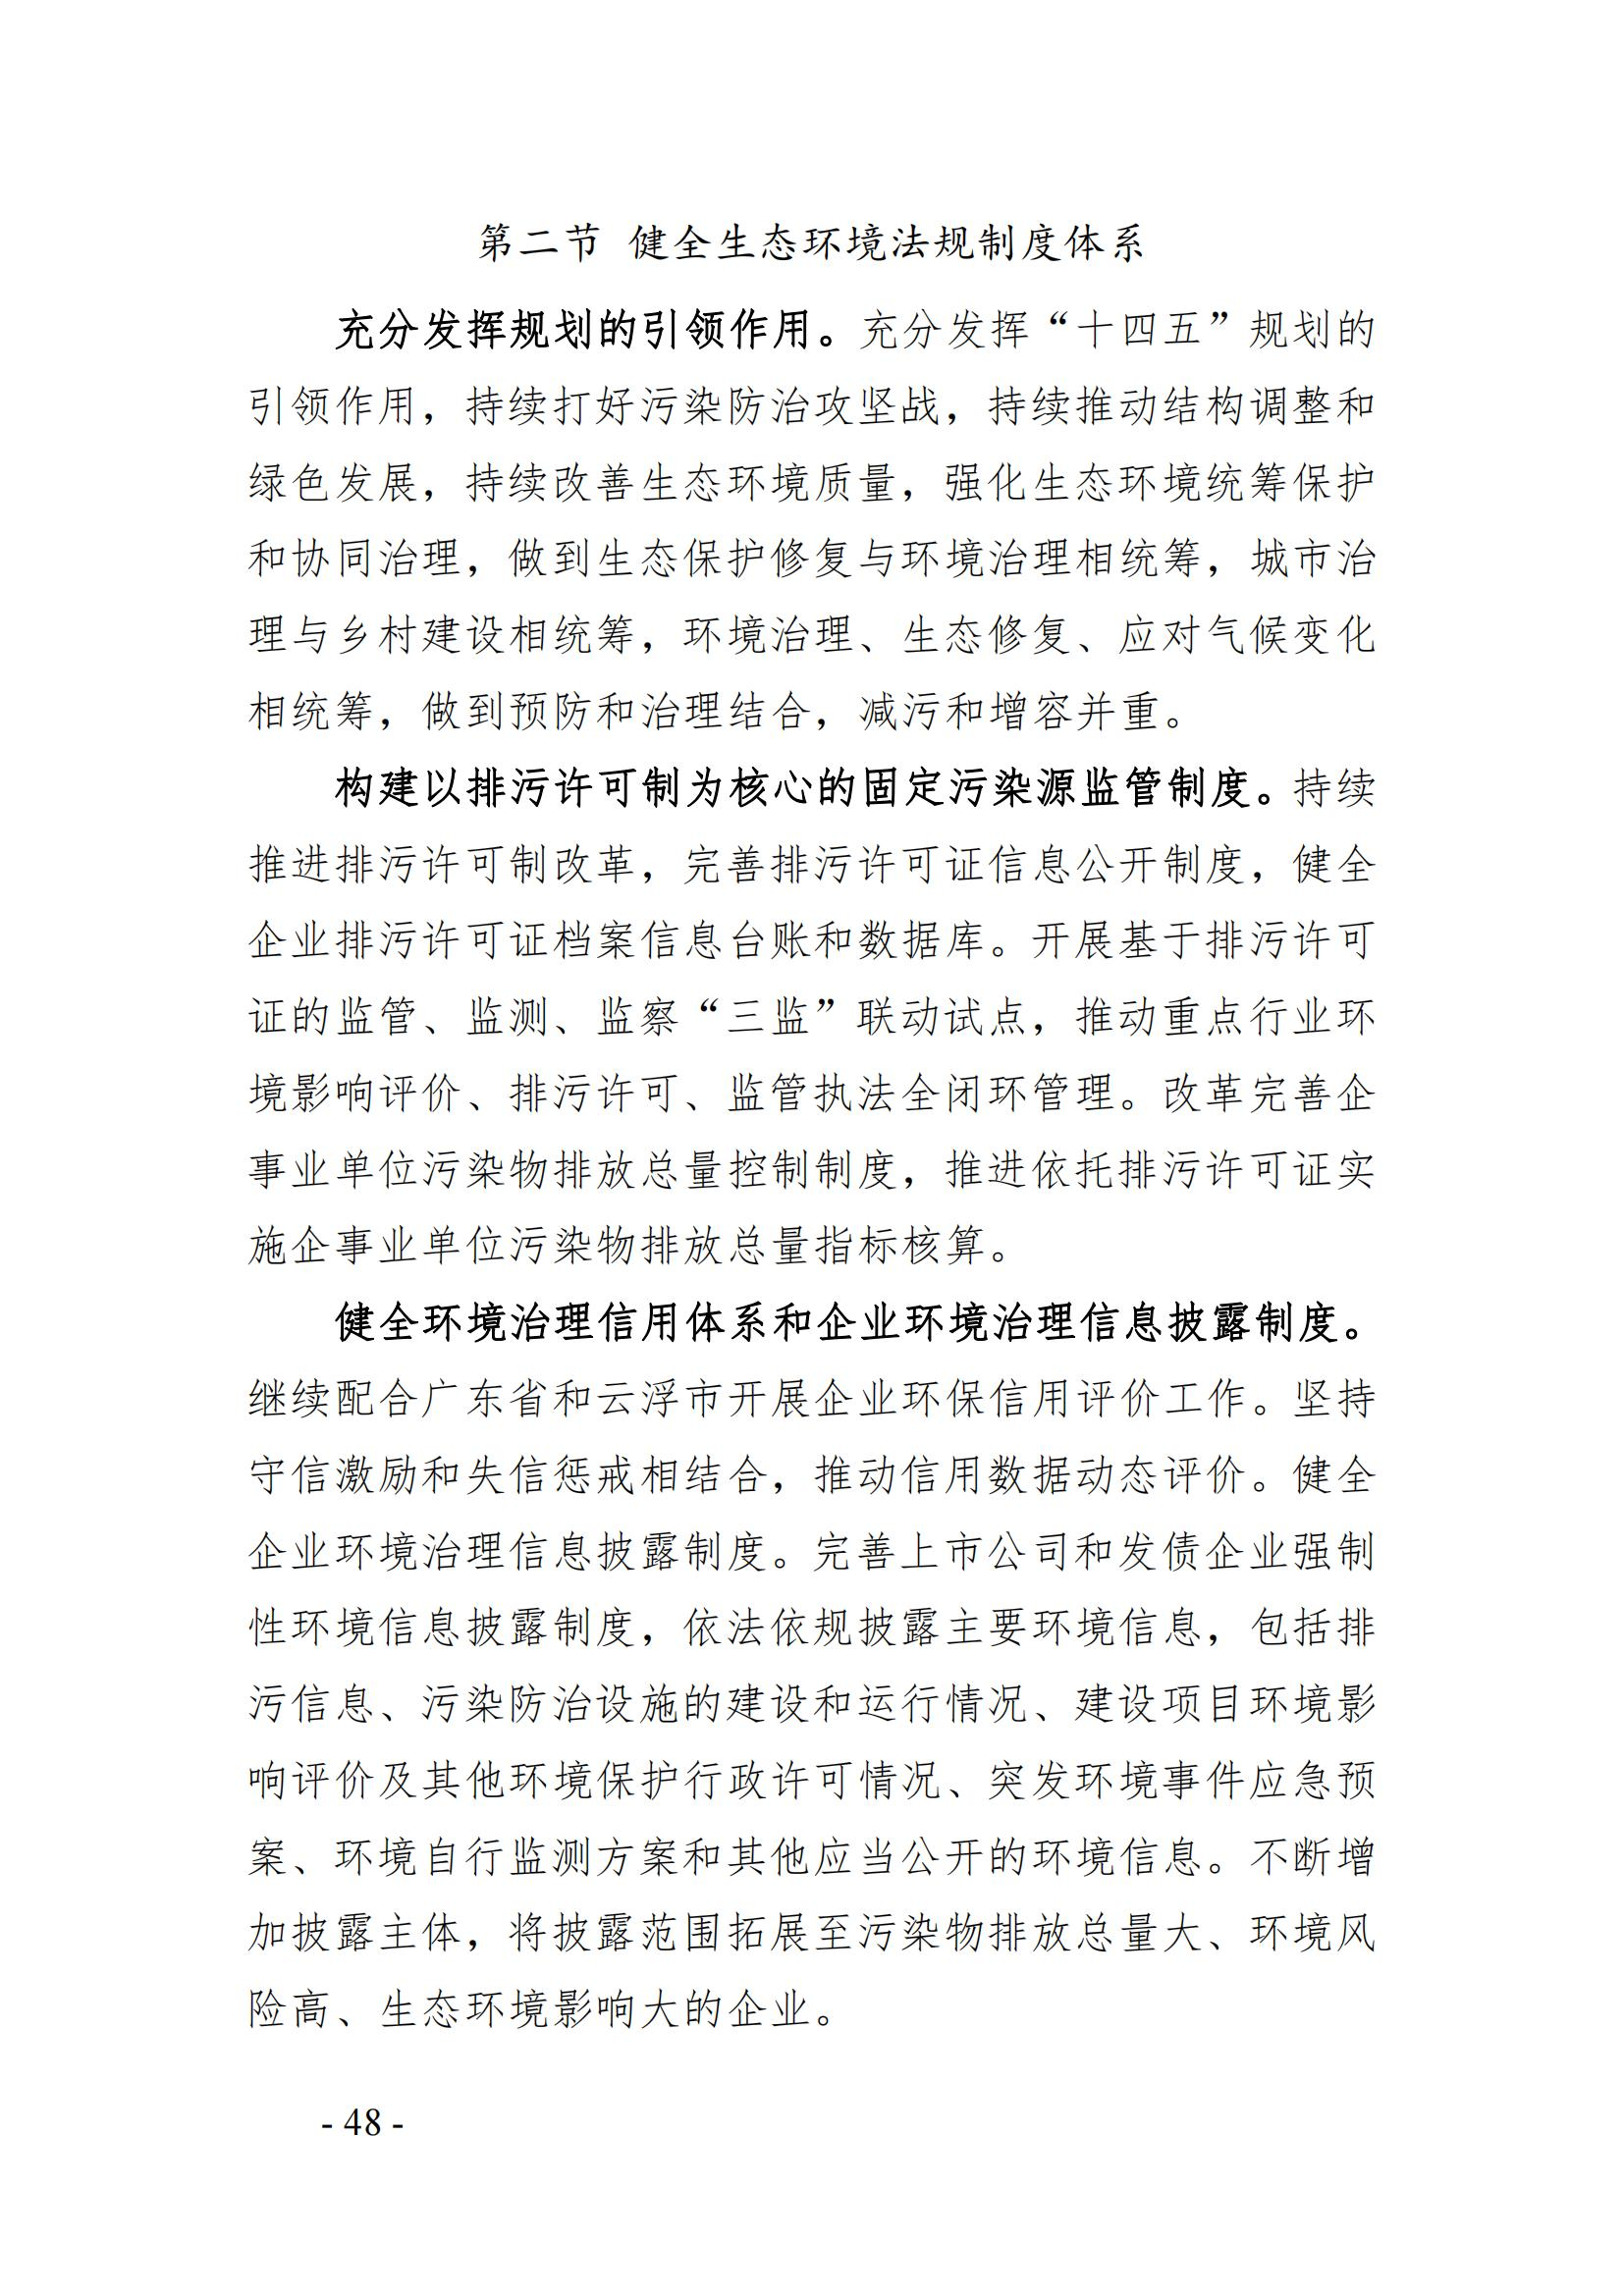 第二节 健全生态环境法规制度体系
充分发挥规划的引领作用。充分发挥“十四五”规划的
引领作用，持续打好污染防治攻坚战，持续推动结构调整和
绿色发展，持续改善生态环境质量，强化生态环境统筹保护
和协同治理，做到生态保护修复与环境治理相统筹，城市治
理与乡村建设相统筹，环境治理、生态修复、应对气候变化
相统筹，做到预防和治理结合，减污和增容并重。
构建以排污许可制为核心的固定污染源监管制度。持续
推进排污许可制改革，完善排污许可证信息公开制度，健全
企业排污许可证档案信息台账和数据库。开展基于排污许可
证的监管、监测、监察“三监”联动试点，推动重点行业环
境影响评价、排污许可、监管执法全闭环管理。改革完善企
事业单位污染物排放总量控制制度，推进依托排污许可证实
施企事业单位污染物排放总量指标核算。
健全环境治理信用体系和企业环境治理信息披露制度。
继续配合广东省和云浮市开展企业环保信用评价工作。坚持
守信激励和失信惩戒相结合，推动信用数据动态评价。健全
企业环境治理信息披露制度。完善上市公司和发债企业强制
性环境信息披露制度，依法依规披露主要环境信息，包括排
污信息、污染防治设施的建设和运行情况、建设项目环境影
响评价及其他环境保护行政许可情况、突发环境事件应急预
案、环境自行监测方案和其他应当公开的环境信息。不断增
加披露主体，将披露范围拓展至污染物排放总量大、环境风
险高、生态环境影响大的企业。
- 48 -